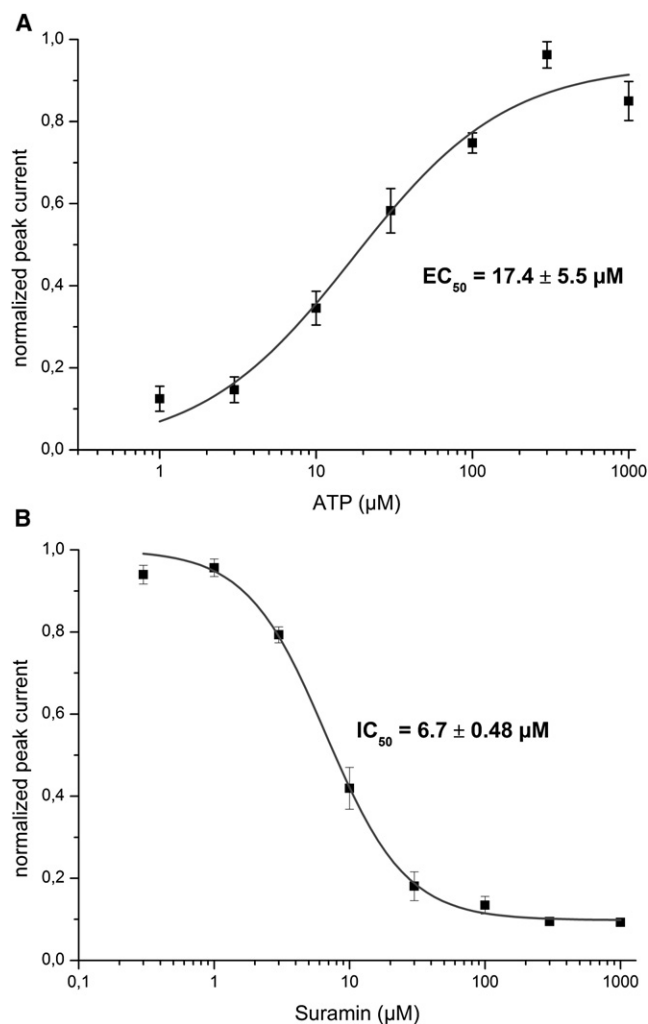 A
1,0
0,8
0,6
0,4
0,2
0,0
normalized peak current
EC50 = 17.4 ± 5.5 µM
1 10 100 1000
ATP (µM)
B
1,0
0,8
0,6
0,4
0,2
0,0
normalized peak current
IC50 = 6.7 ± 0.48 µM
0,1 1 10 100 1000
Suramin (µM)